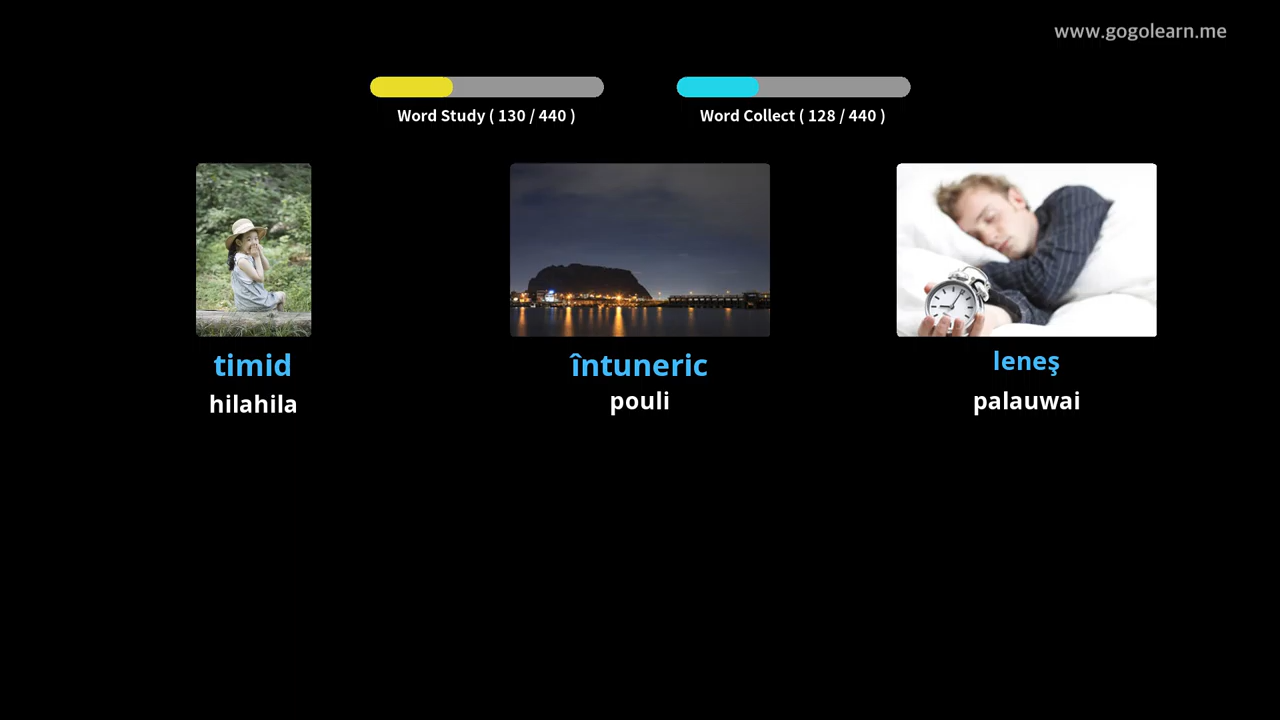 www.gogolearn.me
Word Study ( 130 / 440 )
Word Collect ( 128 / 440 )
timid
întuneric
leneş
hilahila
pouli
palauwai